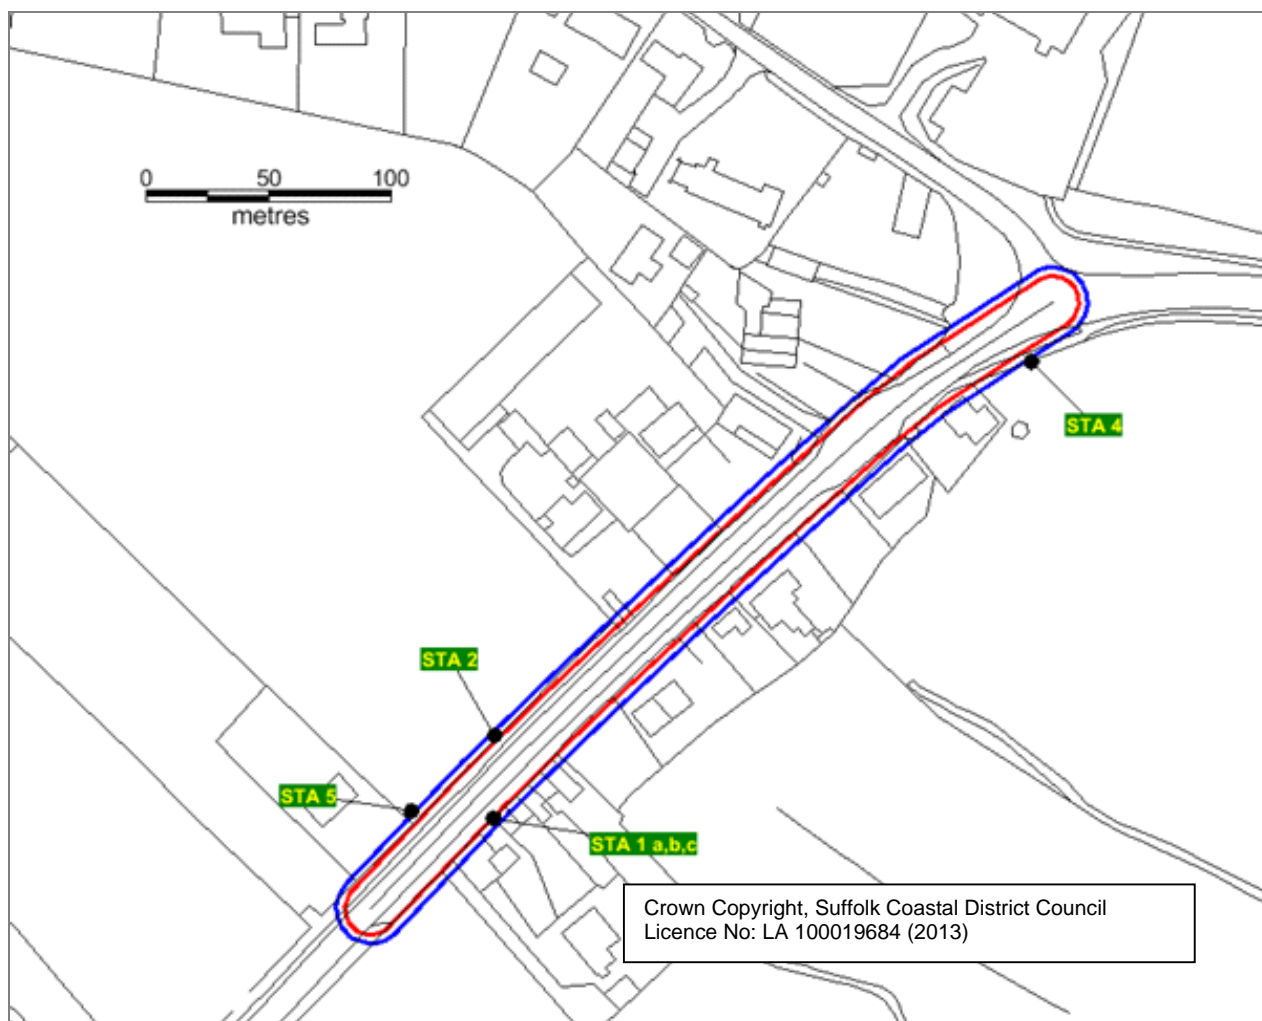 0 50 100
metres
STA 4
STA 2
STA 5
STA 1 a,b,c
Crown Copyright, Suffolk Coastal District Council
Licence No: LA 100019684 (2013)